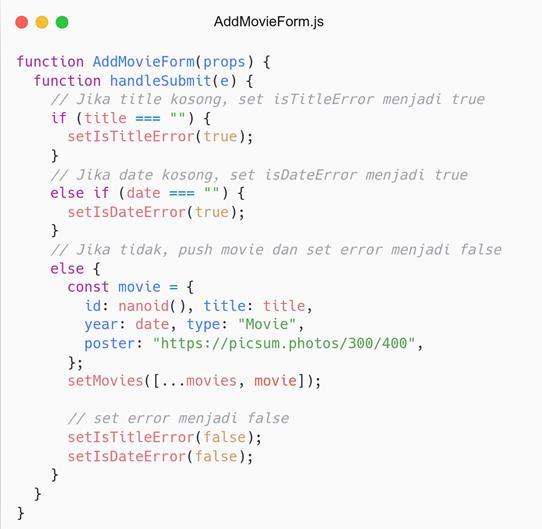 AddMovieForm.js
function AddMovieForm(props) {
  function handleSubmit(e) {
    // Jika title kosong, set isTitleError menjadi true
    if (title === "") {
      setIsTitleError(true);
    }
    // Jika date kosong, set isDateError menjadi true
    else if (date === "") {
      setIsDateError(true);
    }
    // Jika tidak, push movie dan set error menjadi false
    else {
      const movie = {
        id: nanoid(), title: title,
        year: date, type: "Movie",
        poster: "https://picsum.photos/300/400",
      };
      setMovies([...movies, movie]);

      // set error menjadi false
      setIsTitleError(false);
      setIsDateError(false);
    }
  }
}